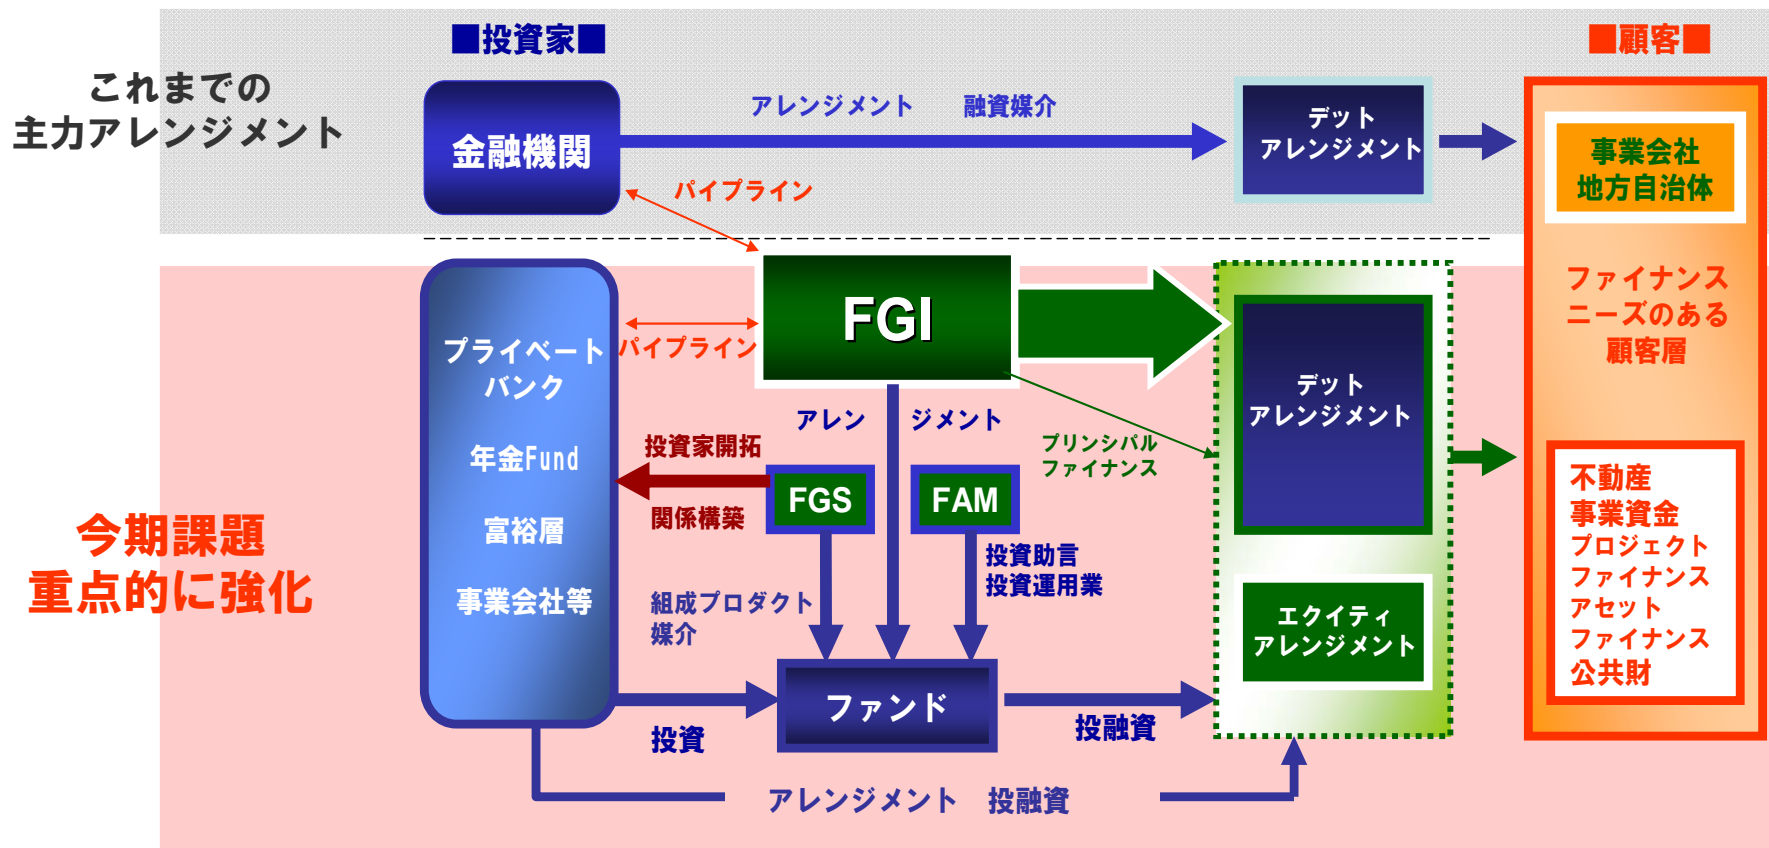 ■投資家■
■顧客■
これまでの
主力アレンジメント
金融機関
アレンジメント　融資媒介
デット
アレンジメント
事業会社
地方自治体
パイプライン
FGI
ファイナンス
ニーズのある
顧客層
プライベート
バンク
年金Fund
富裕層
事業会社等
パイプライン
デット
アレンジメント
アレン　ジメント
プリンシパル
ファイナンス
投資家開拓
関係構築
FGS
FAM
投資助言
投資運用業
不動産
事業資金
プロジェクト
ファイナンス
アセット
ファイナンス
公共財
今期課題
重点的に強化
組成プロダクト
媒介
エクイティ
アレンジメント
ファンド
投資
投融資
アレンジメント　投融資